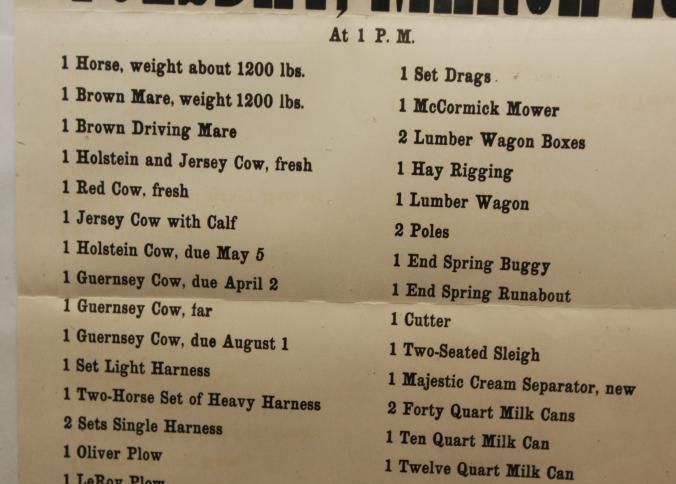 TUESDAY, MARCH
At 1 P. M.
1 Horse, weight about 1200 lbs.
1 Brown Mare, weight 1200 lbs.
1 Brown Driving Mare
1 Holstein and Jersey Cow, fresh
1 Red Cow, fresh
1 Jersey Cow with Calf
1 Holstein Cow, due May 5
1 Guernsey Cow, due April 2
1 Guernsey Cow, far
1 Guernsey Cow, due August 1
1 Set Light Harness
1 Two-Horse Set of Heavy Harness
2 Sets Single Harness
1 Oliver Plow
1 LeRoy Plow
1 Set Drags
1 McCormick Mower
2 Lumber Wagon Boxes
1 Hay Rigging
1 Lumber Wagon
2 Poles
1 End Spring Buggy
1 End Spring Runabout
1 Cutter
1 Two-Seated Sleigh
1 Majestic Cream Separator, new
2 Forty Quart Milk Cans
1 Ten Quart Milk Can
1 Twelve Quart Milk Can